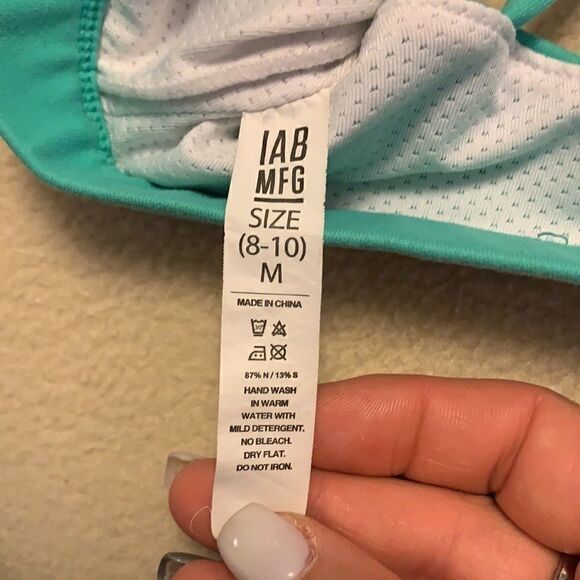 IAB
MFG
SIZE
(8-10)
M
MADE IN CHINA
30°
87% N / 13% S
HAND WASH
IN WARM
WATER WITH
MILD DETERGENT.
NO BLEACH.
DRY FLAT.
DO NOT IRON.